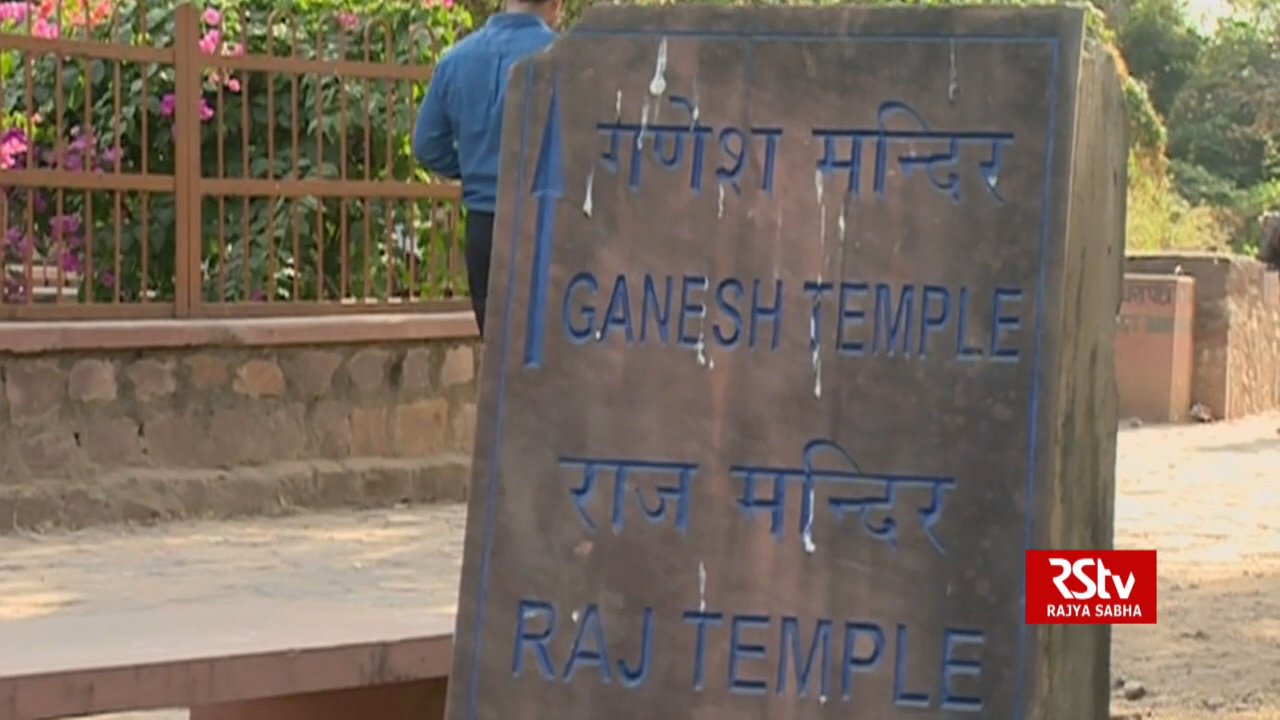 गणेश मन्दिर
GANESH TEMPLE
राज मन्दिर
RAJ TEMPLE
RStv
RAJYA SABHA